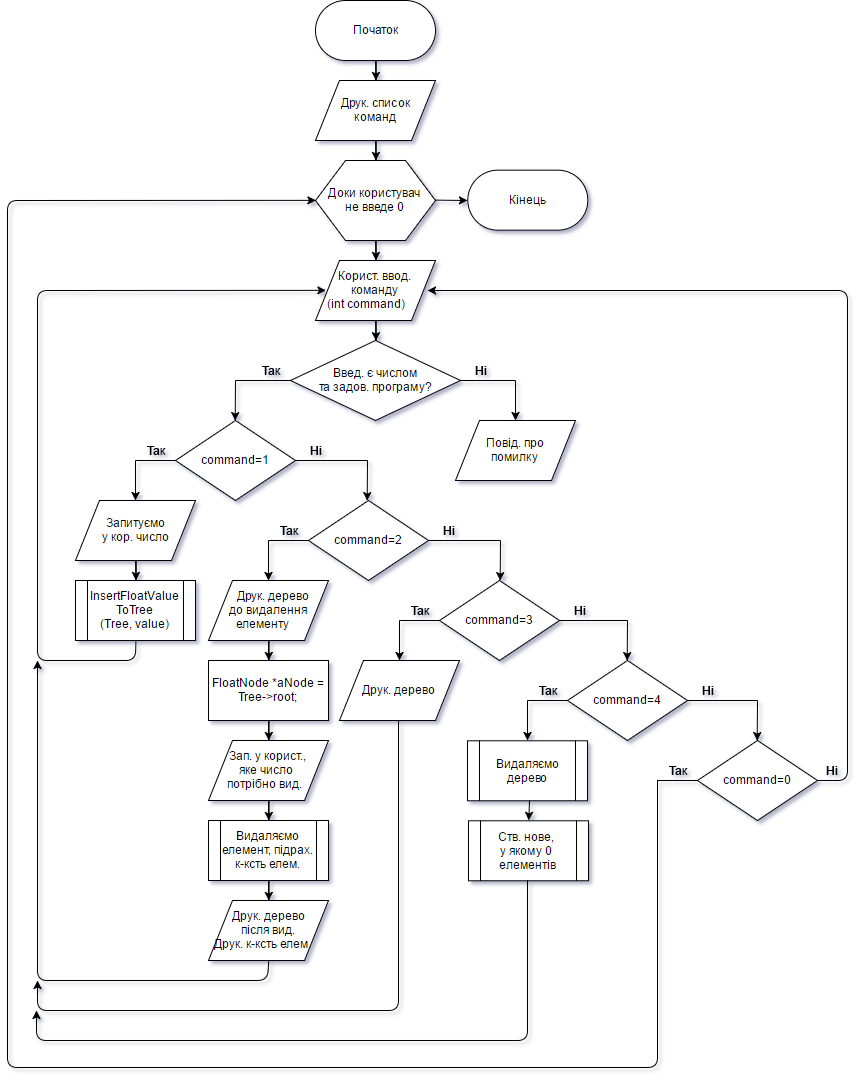 Початок
Друк. список
команд
Доки користувач
не введе 0
Кінець
Корист. ввод.
команду
(int command)
Введ. є числом
та задов. програму?
Так
Ні
Повід. про
помилку
command=1
Так
Ні
Запитуємо
у кор. число
InsertFloatValue
ToTree
(Tree, value)
command=2
Так
Ні
Друк. дерево
до видалення
елементу
FloatNode *aNode =
Tree->root;
Зап. у корист.,
яке число
потрібно вид.
Видаляємо
елемент, підрах.
к-ксть елем.
Друк. дерево
після вид.
Друк. к-ксть елем
command=3
Так
Ні
Друк. дерево
command=4
Так
Ні
Видаляємо
дерево
Ств. нове,
у якому 0
елементів
command=0
Так
Ні